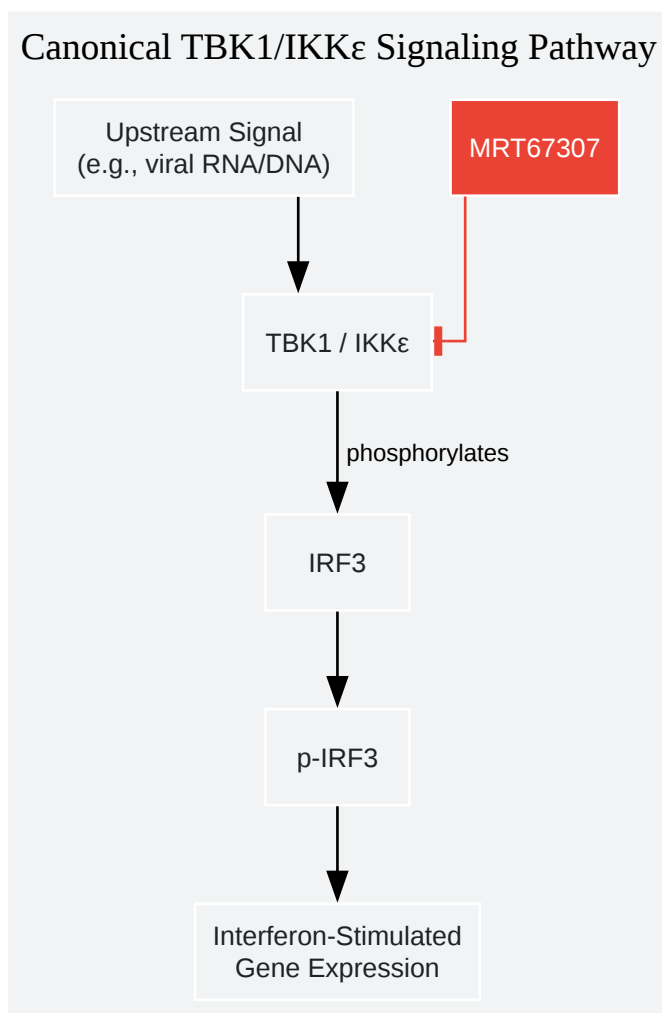 Canonical TBK1/IKKε Signaling Pathway
Upstream Signal
(e.g., viral RNA/DNA)
MRT67307
TBK1 / IKKε
phosphorylates
IRF3
p-IRF3
Interferon-Stimulated
Gene Expression